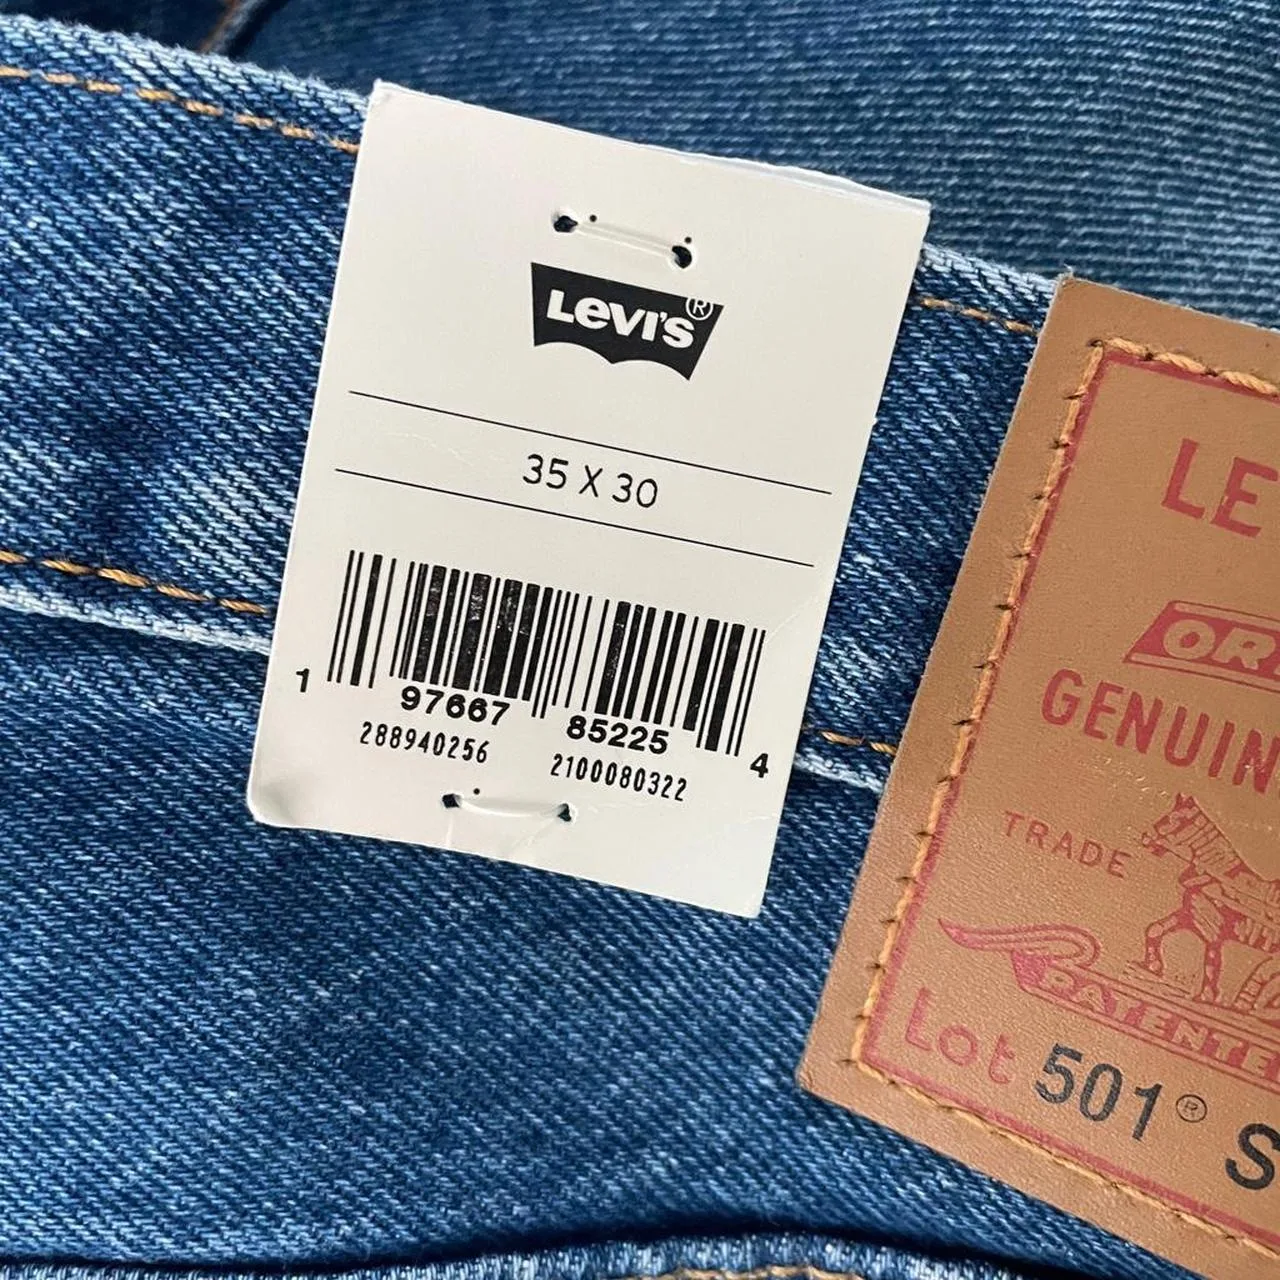 Levi's®
35 X 30
1 97667 85225 4
288940256 2100080322
LE
OR
GENUIN
TRADE
PATENTE
Lot 501® S